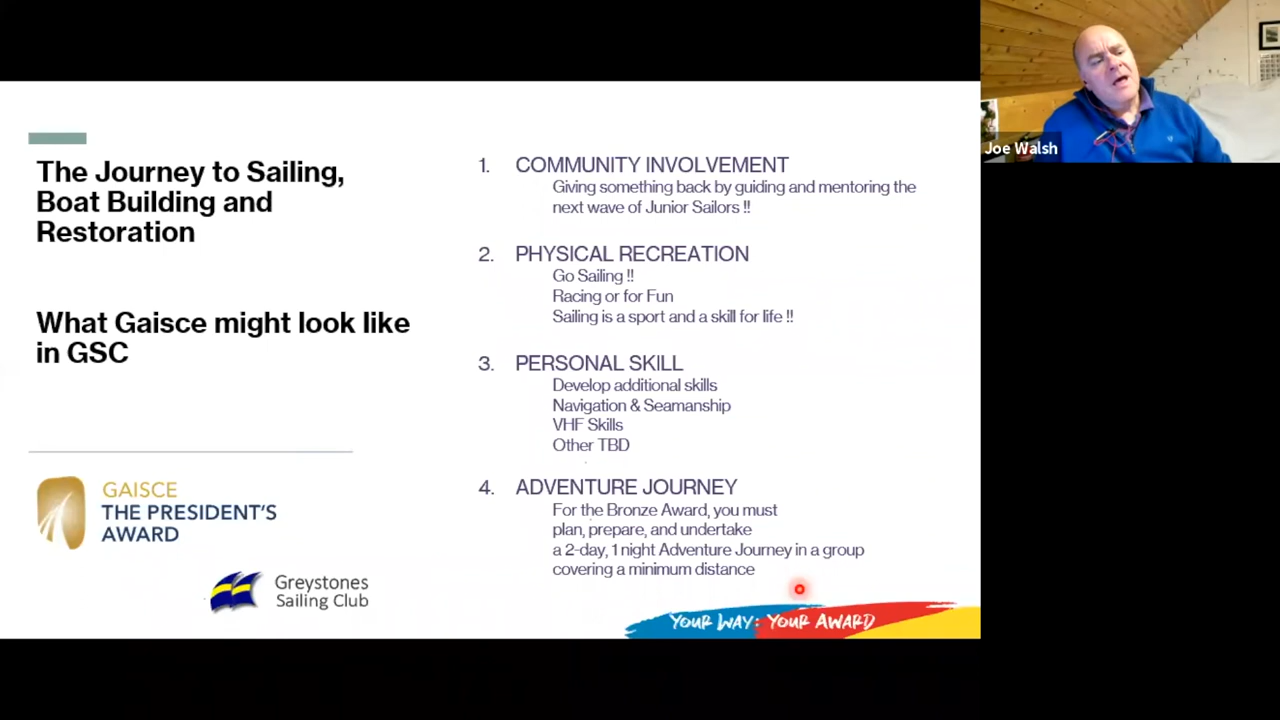 The Journey to Sailing,
Boat Building and
Restoration
What Gaisce might look like
in GSC
GAISCE
THE PRESIDENT'S
AWARD
Greystones
Sailing Club
1. COMMUNITY INVOLVEMENT
Giving something back by guiding and mentoring the
next wave of Junior Sailors !!
2. PHYSICAL RECREATION
Go Sailing !!
Racing or for Fun
Sailing is a sport and a skill for life !!
3. PERSONAL SKILL
Develop additional skills
Navigation & Seamanship
VHF Skills
Other TBD
4. ADVENTURE JOURNEY
For the Bronze Award, you must
plan, prepare, and undertake
a 2-day, 1 night Adventure Journey in a group
covering a minimum distance
YOUR WAY: YOUR AWARD
Joe Walsh